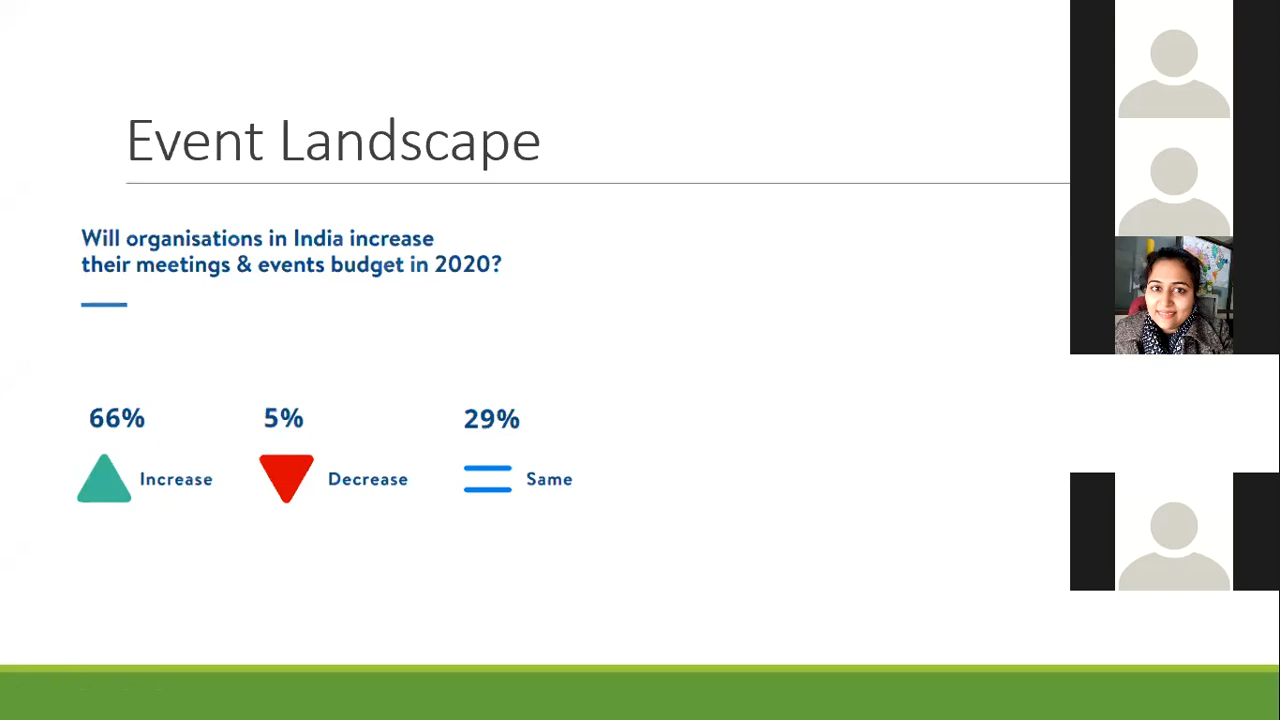 Event Landscape
Will organisations in India increase
their meetings & events budget in 2020?
66% 5% 29%
Increase Decrease Same